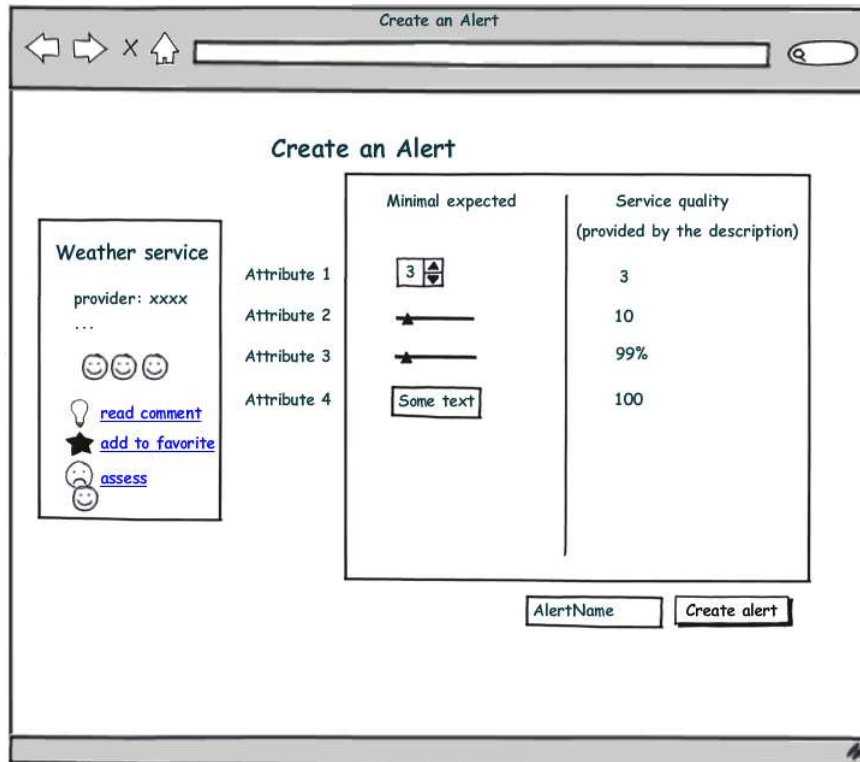 Create an Alert
X
Create an Alert
Minimal expected
Service quality
(provided by the description)
Weather service
provider: xxxx
...
read comment
add to favorite
assess
Attribute 1
3
3
Attribute 2
10
Attribute 3
99%
Attribute 4
Some text
100
AlertName
Create alert